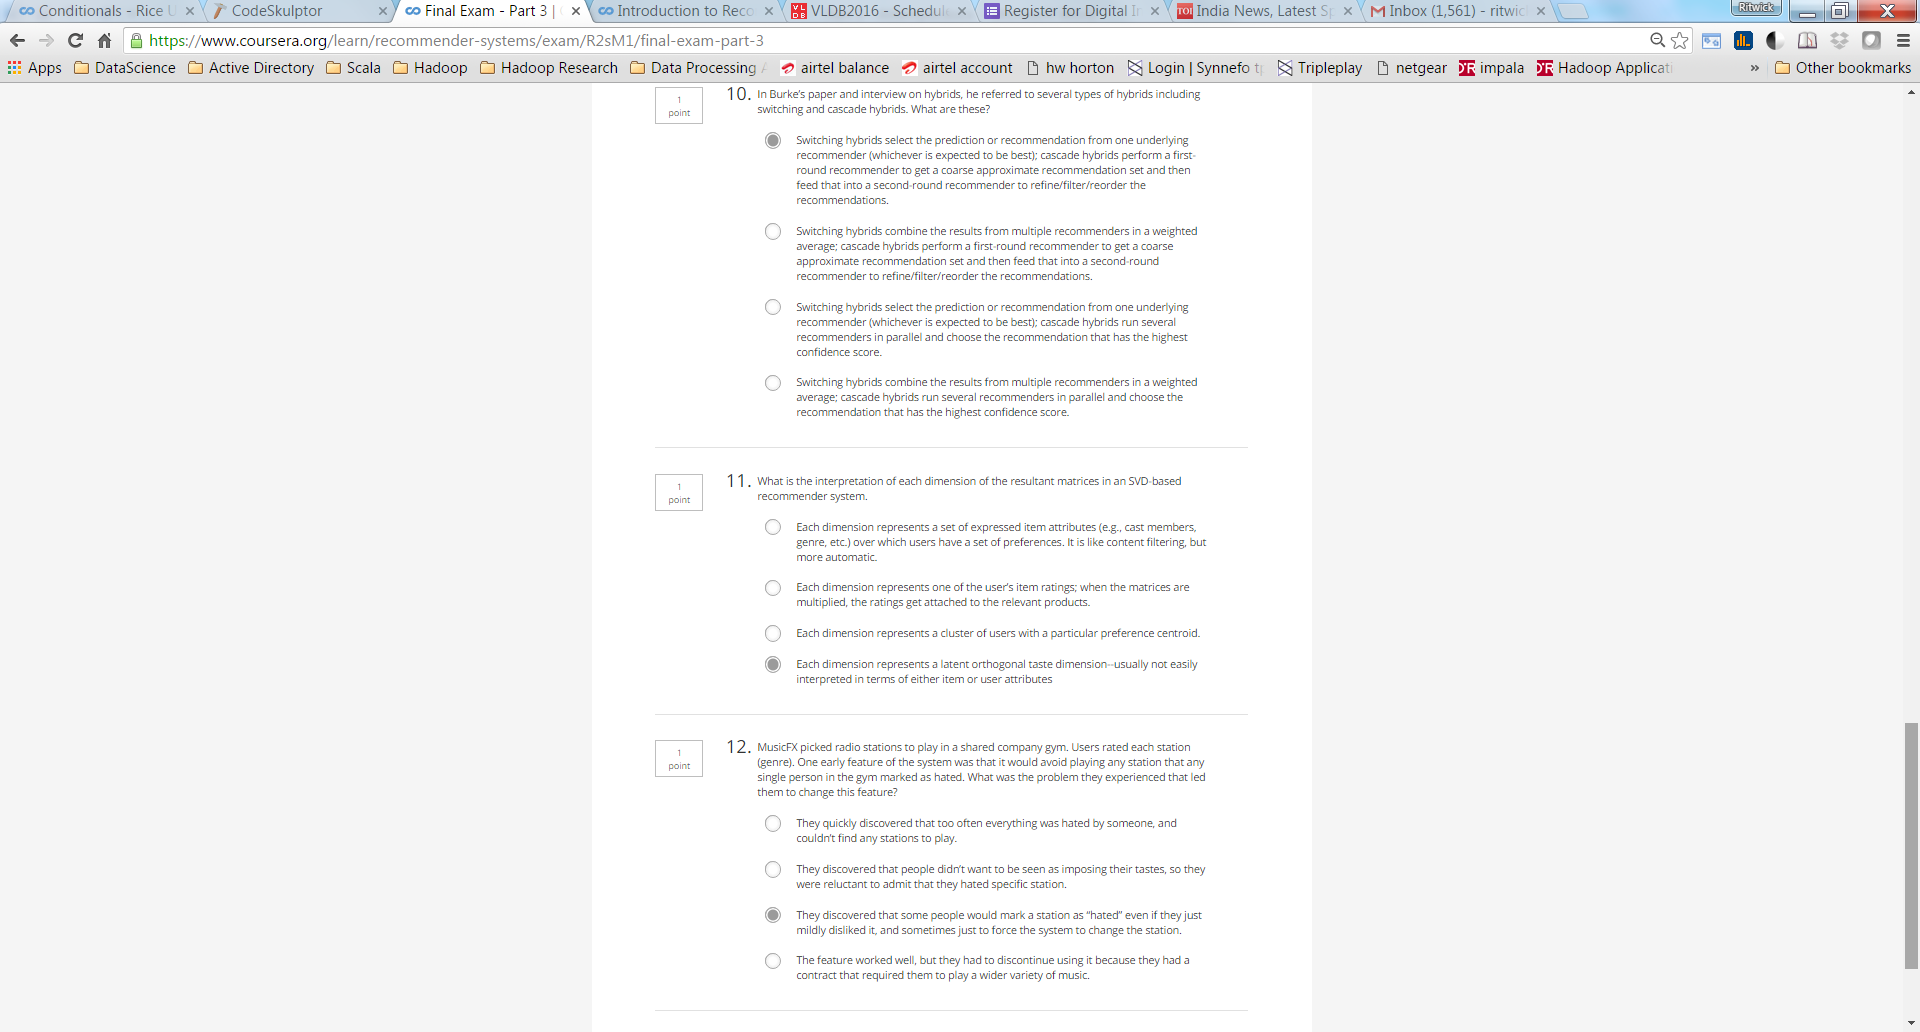 Conditionals - Rice U
CodeSkulptor
Final Exam - Part 3 |
Introduction to Reco
VLDB2016 - Schedul
Register for Digital I
India News, Latest Sp
Inbox (1,561) - ritwic
Ritwick
https://www.coursera.org/learn/recommender-systems/exam/R2sM1/final-exam-part-3
Apps DataScience Active Directory Scala Hadoop Hadoop Research Data Processing airtel balance airtel account hw horton Login | Synnefo Tripleplay netgear impala Hadoop Applicati » Other bookmarks
1
point
10. In Burke's paper and interview on hybrids, he referred to several types of hybrids including
switching and cascade hybrids. What are these?
Switching hybrids select the prediction or recommendation from one underlying
recommender (whichever is expected to be best); cascade hybrids perform a first-
round recommender to get a coarse approximate recommendation set and then
feed that into a second-round recommender to refine/filter/reorder the
recommendations.
Switching hybrids combine the results from multiple recommenders in a weighted
average; cascade hybrids perform a first-round recommender to get a coarse
approximate recommendation set and then feed that into a second-round
recommender to refine/filter/reorder the recommendations.
Switching hybrids select the prediction or recommendation from one underlying
recommender (whichever is expected to be best); cascade hybrids run several
recommenders in parallel and choose the recommendation that has the highest
confidence score.
Switching hybrids combine the results from multiple recommenders in a weighted
average; cascade hybrids run several recommenders in parallel and choose the
recommendation that has the highest confidence score.
1
point
11. What is the interpretation of each dimension of the resultant matrices in an SVD-based
recommender system.
Each dimension represents a set of expressed item attributes (e.g., cast members,
genre, etc.) over which users have a set of preferences. It is like content filtering, but
more automatic.
Each dimension represents one of the user's item ratings; when the matrices are
multiplied, the ratings get attached to the relevant products.
Each dimension represents a cluster of users with a particular preference centroid.
Each dimension represents a latent orthogonal taste dimension--usually not easily
interpreted in terms of either item or user attributes
1
point
12. MusicFX picked radio stations to play in a shared company gym. Users rated each station
(genre). One early feature of the system was that it would avoid playing any station that any
single person in the gym marked as hated. What was the problem they experienced that led
them to change this feature?
They quickly discovered that too often everything was hated by someone, and
couldn't find any stations to play.
They discovered that people didn't want to be seen as imposing their tastes, so they
were reluctant to admit that they hated specific station.
They discovered that some people would mark a station as "hated" even if they just
mildly disliked it, and sometimes just to force the system to change the station.
The feature worked well, but they had to discontinue using it because they had a
contract that required them to play a wider variety of music.